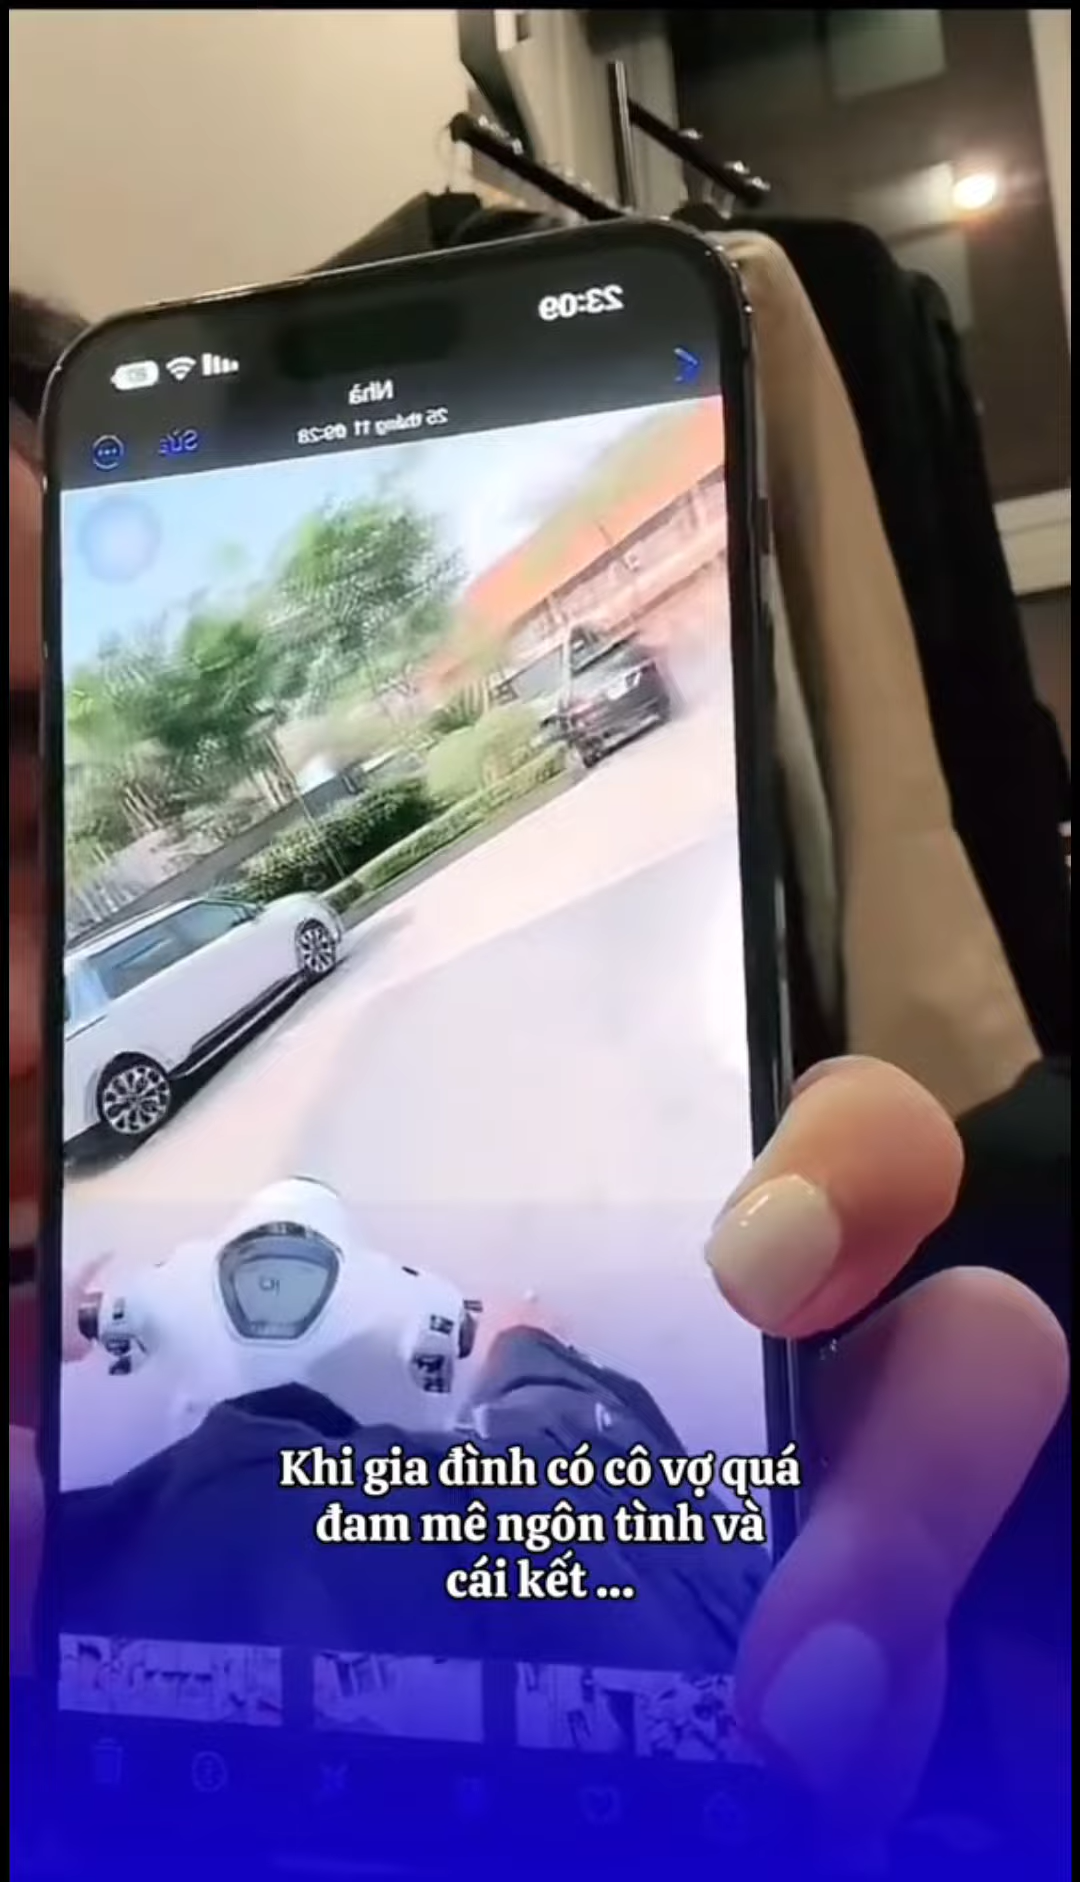 23:09
Nhà
25 tháng 11 09:28
Sửa
Khi gia đình có cô vợ quá
đam mê ngôn tình và
cái kết ...